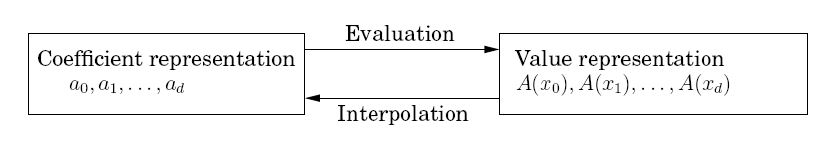 Evaluation
Coefficient representation
a_0, a_1, . . . , a_d
Value representation
A(x_0), A(x_1), . . . , A(x_d)
Interpolation